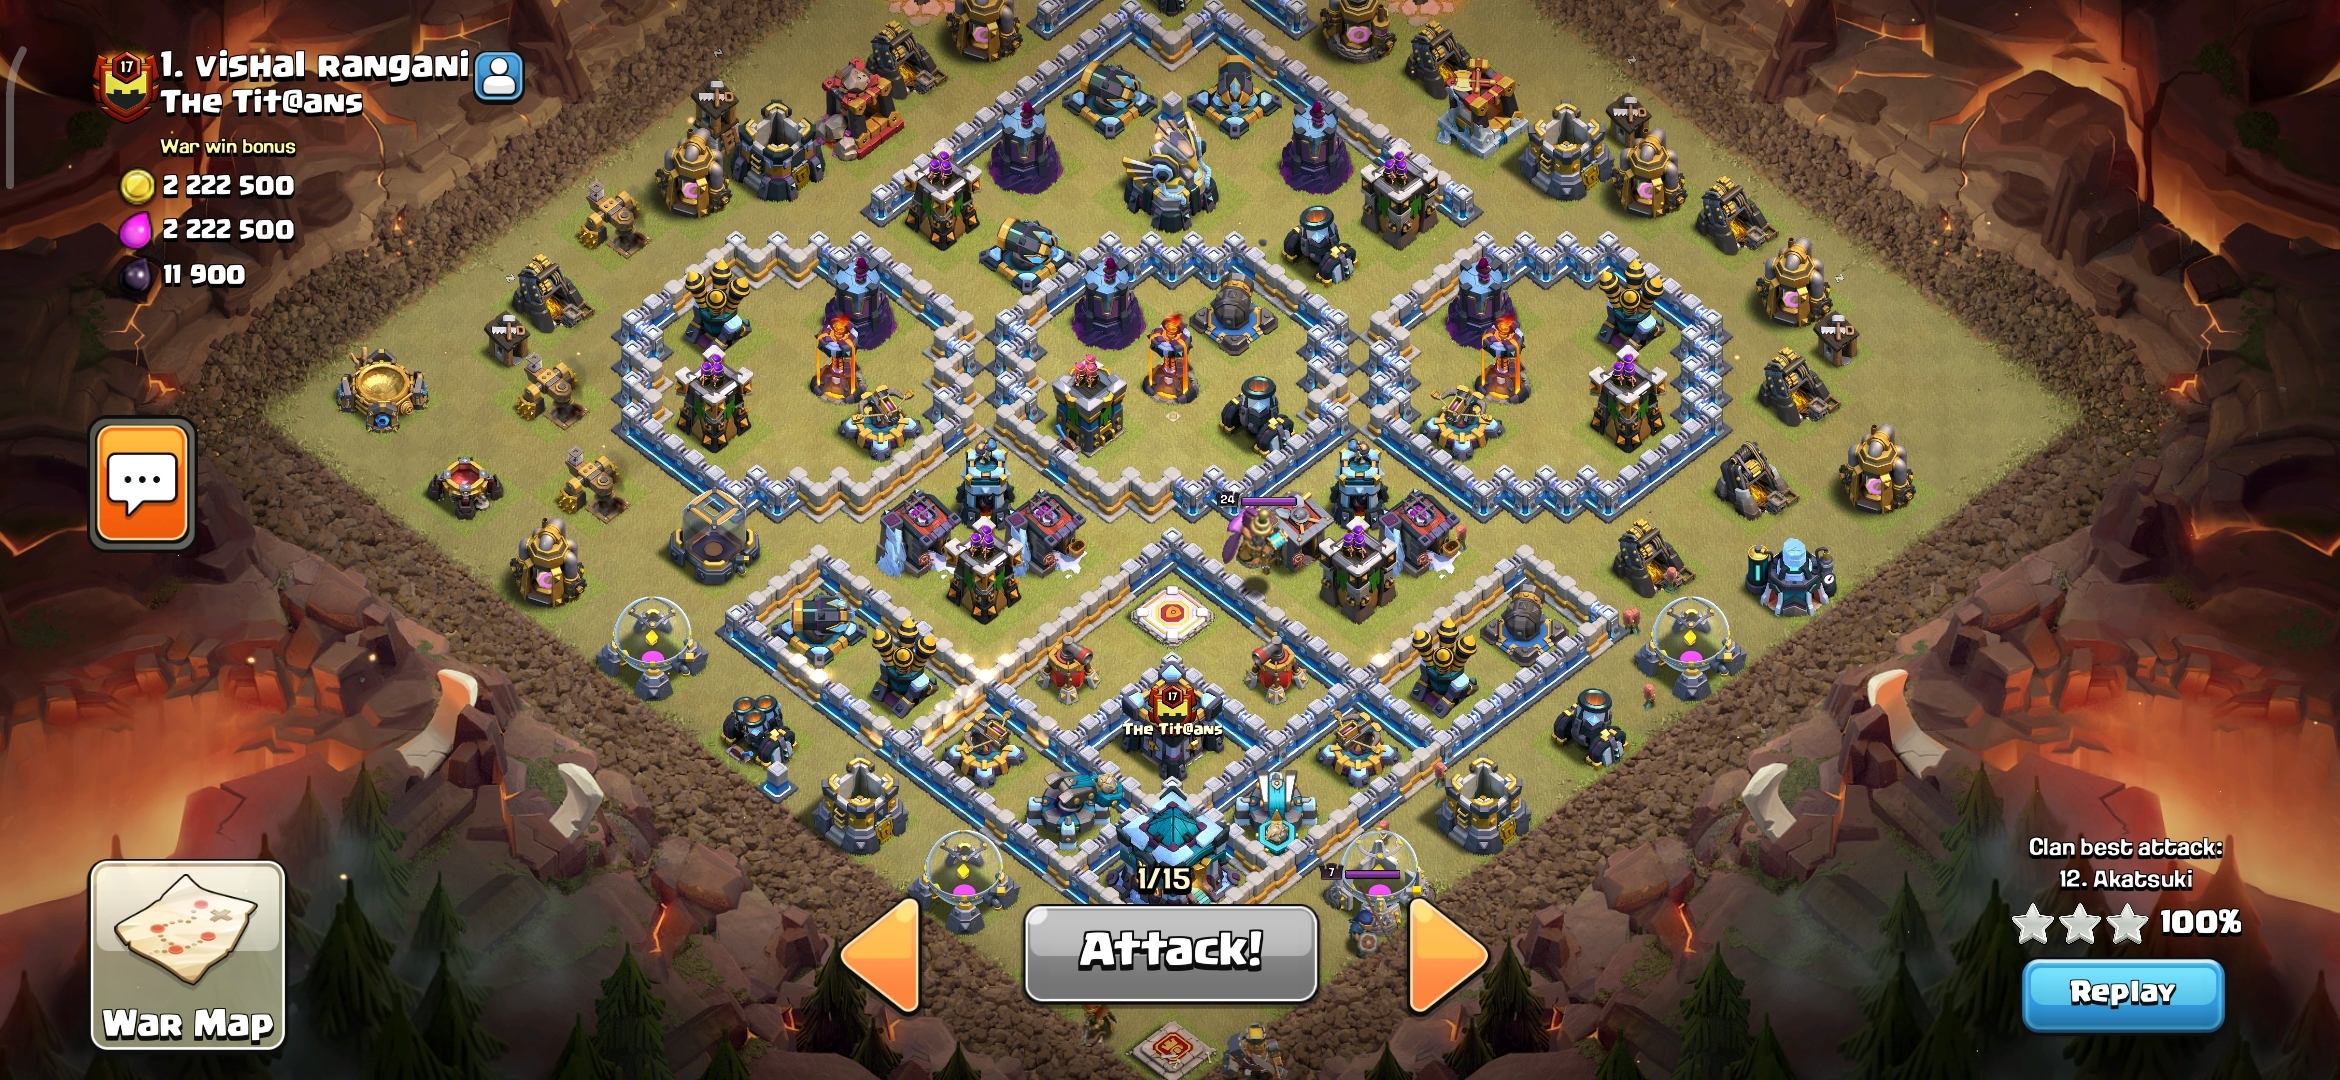 17
1. Vishal Rangani
The Tit@ans
War win bonus
2 222 500
2 222 500
11 900
24
17
The Tit@ans
7
1/15
Attack!
War Map
Clan best attack:
12. Akatsuki
100%
Replay